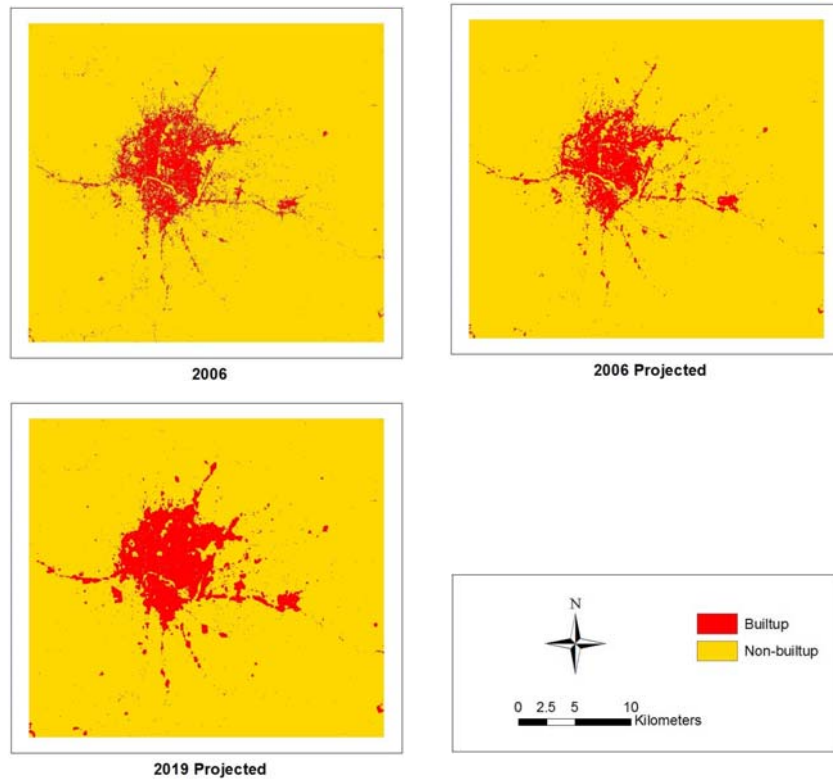 2006
2006 Projected
2019 Projected
N
Builtup
Non-builtup
0 2.5 5 10
Kilometers